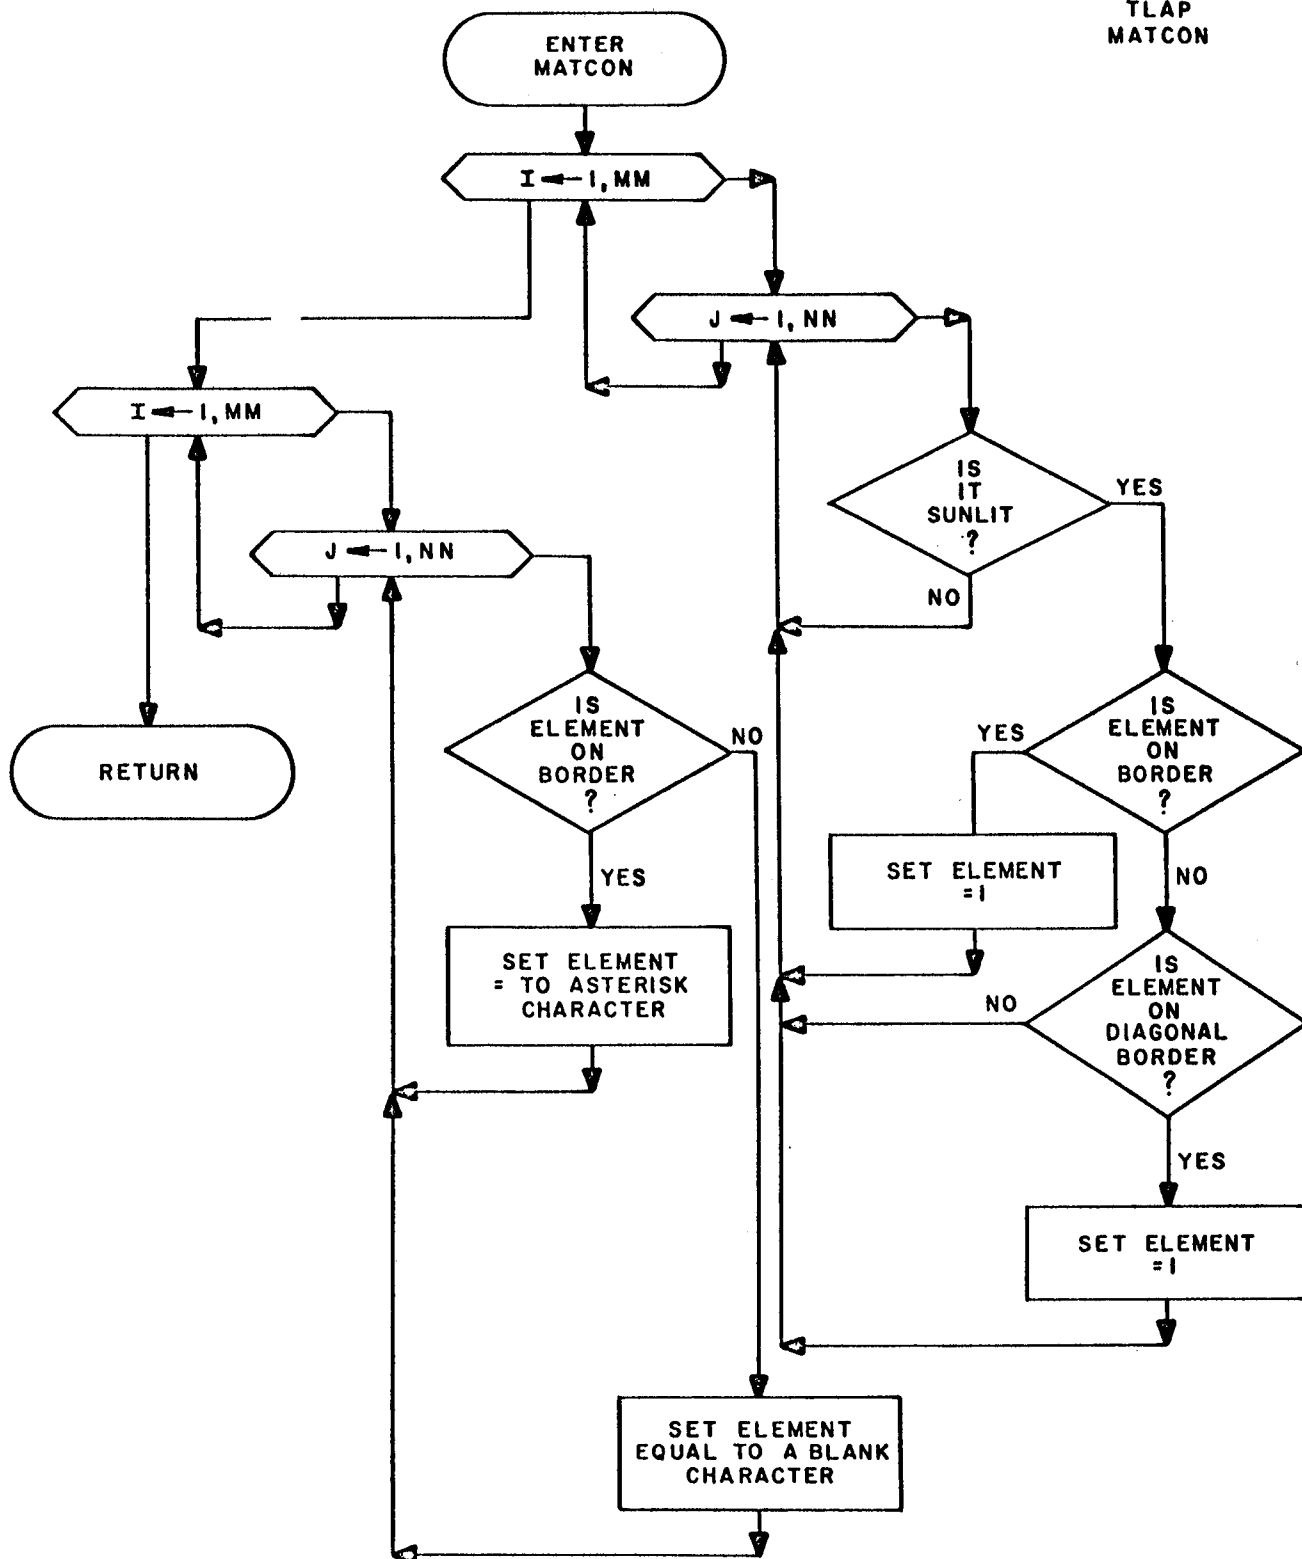 TLAP
MATCON
ENTER
MATCON
I ← 1, MM
J ← 1, NN
I ← 1, MM
IS
IT
SUNLIT
?
YES
NO
J ← 1, NN
IS
ELEMENT
ON
BORDER
?
NO
YES
IS
ELEMENT
ON
BORDER
?
YES
NO
RETURN
SET ELEMENT
=1
SET ELEMENT
= TO ASTERISK
CHARACTER
IS
ELEMENT
ON
DIAGONAL
BORDER
?
NO
YES
SET ELEMENT
=1
SET ELEMENT
EQUAL TO A BLANK
CHARACTER